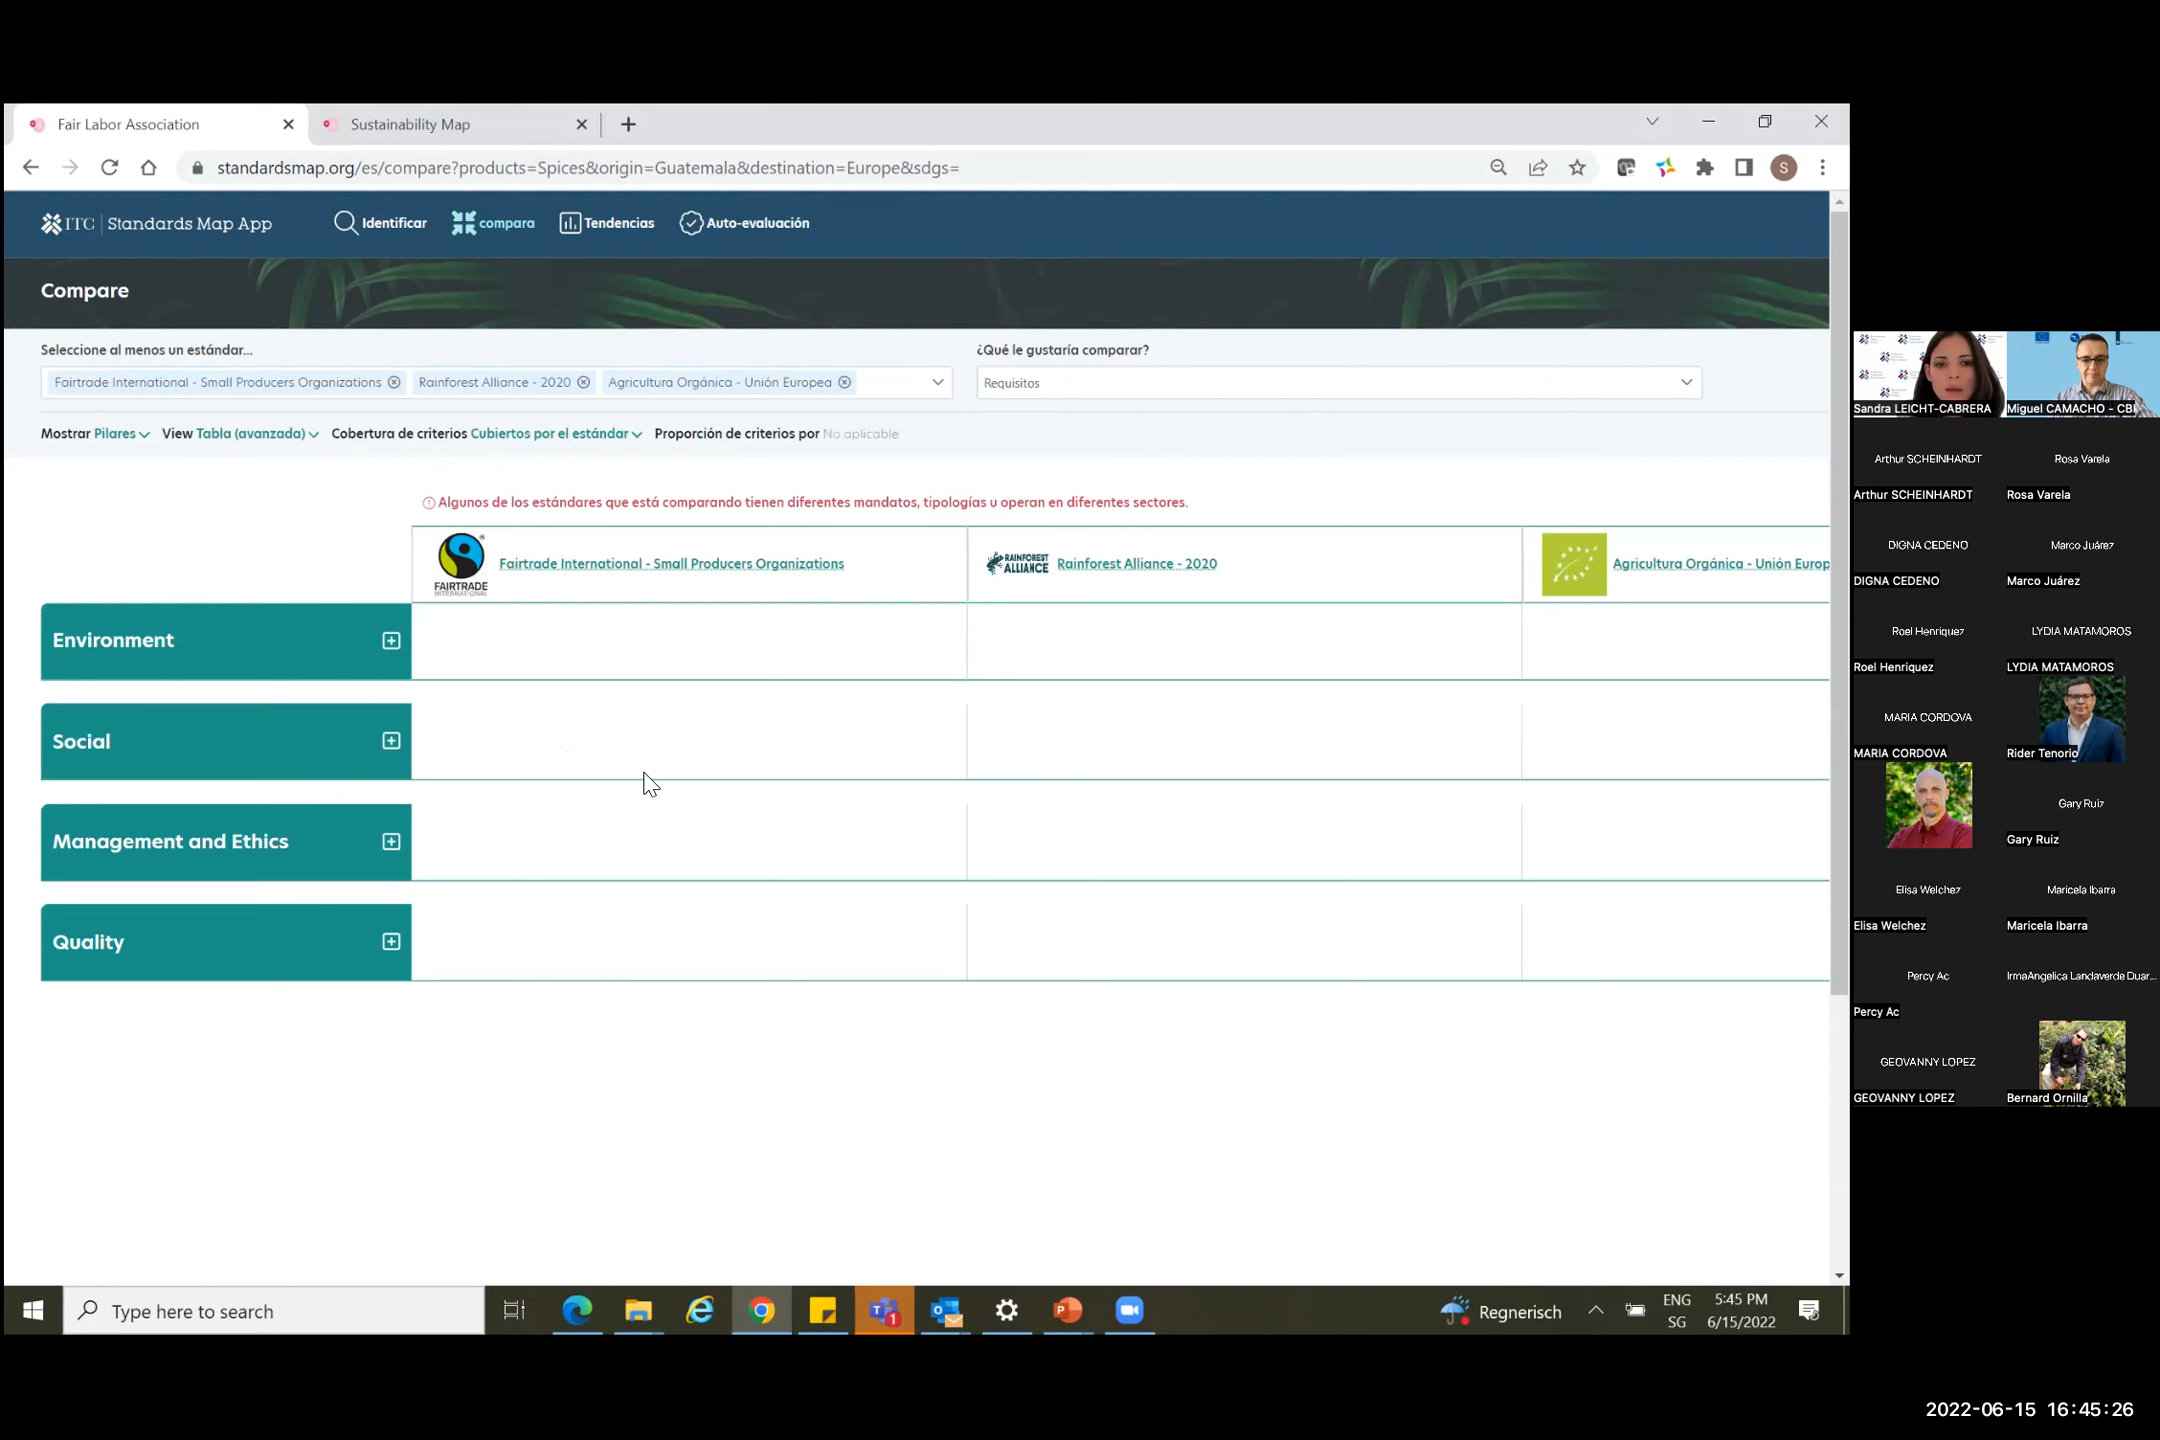 Fair Labor Association
Sustainability Map
standardsmap.org/es/compare?products=Spices&origin=Guatemala&destination=Europe&sdgs=
S
ITC | Standards Map App
Identificar
compara
Tendencias
Auto-evaluación
Compare
Seleccione al menos un estándar...
¿Qué le gustaría comparar?
Fairtrade International - Small Producers Organizations
Rainforest Alliance - 2020
Agricultura Orgánica - Unión Europea
Requisitos
Mostrar Pilares
View Tabla (avanzada)
Cobertura de criterios Cubiertos por el estándar
Proporción de criterios por No aplicable
Algunos de los estándares que está comparando tienen diferentes mandatos, tipologías u operan en diferentes sectores.
FAIRTRADE
INTERNATIONAL
Fairtrade International - Small Producers Organizations
RAINFOREST
ALLIANCE
Rainforest Alliance - 2020
Agricultura Orgánica - Unión Europ
Environment
Social
Management and Ethics
Quality
Type here to search
1
Regnerisch
ENG
SG
5:45 PM
6/15/2022
Sandra LEICHT-CABRERA
Miguel CAMACHO - CBI
Arthur SCHEINHARDT
Rosa Varela
Arthur SCHEINHARDT
Rosa Varela
DIGNA CEDENO
Marco Juárez
DIGNA CEDENO
Marco Juárez
Roel Henriquez
LYDIA MATAMOROS
Roel Henriquez
LYDIA MATAMOROS
MARIA CORDOVA
MARIA CORDOVA
Rider Tenorio
Gary Ruiz
Gary Ruiz
Elisa Welchez
Maricela Ibarra
Elisa Welchez
Maricela Ibarra
Percy Ac
IrmaAngelica Landaverde Duar...
Percy Ac
GEOVANNY LOPEZ
GEOVANNY LOPEZ
Bernard Ornilla
2022-06-15 16:45:26